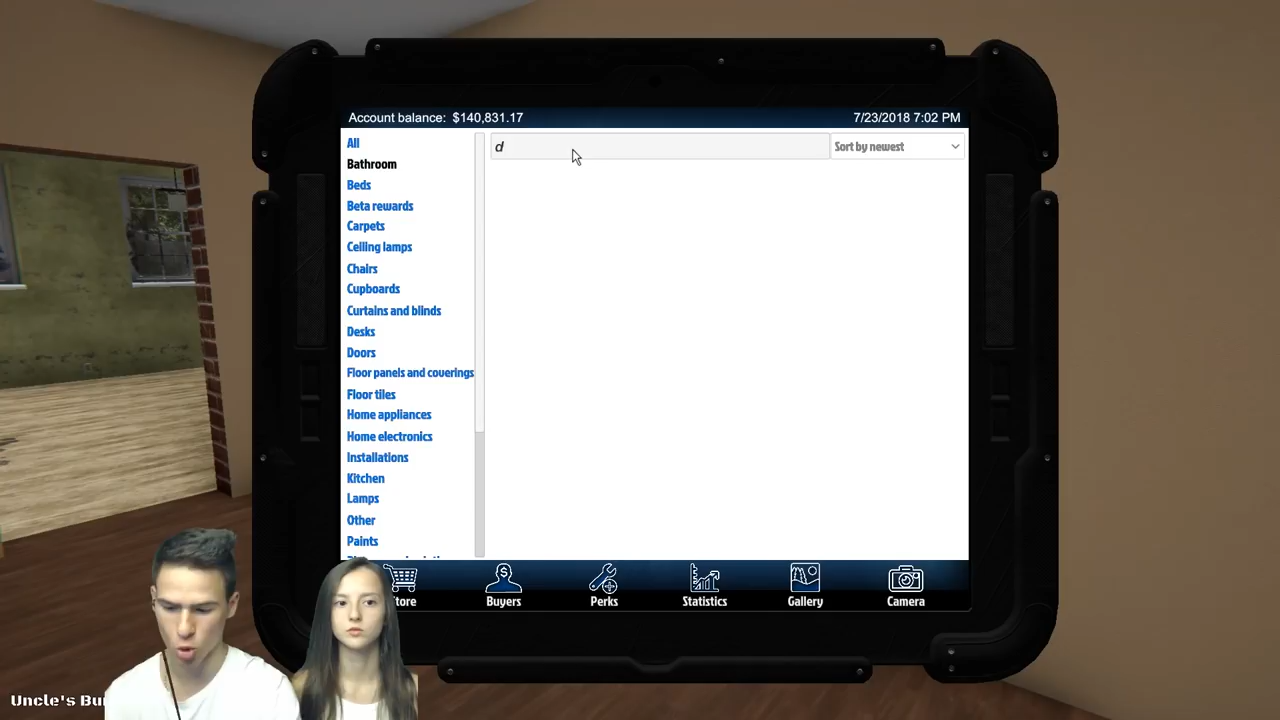 Account balance: $140,831.17
7/23/2018 7:02 PM
All
Bathroom
Beds
Beta rewards
Carpets
Ceiling lamps
Chairs
Cupboards
Curtains and blinds
Desks
Doors
Floor panels and coverings
Floor tiles
Home appliances
Home electronics
Installations
Kitchen
Lamps
Other
Paints
d
Sort by newest
Buyers
Perks
Statistics
Gallery
Camera
Uncle's